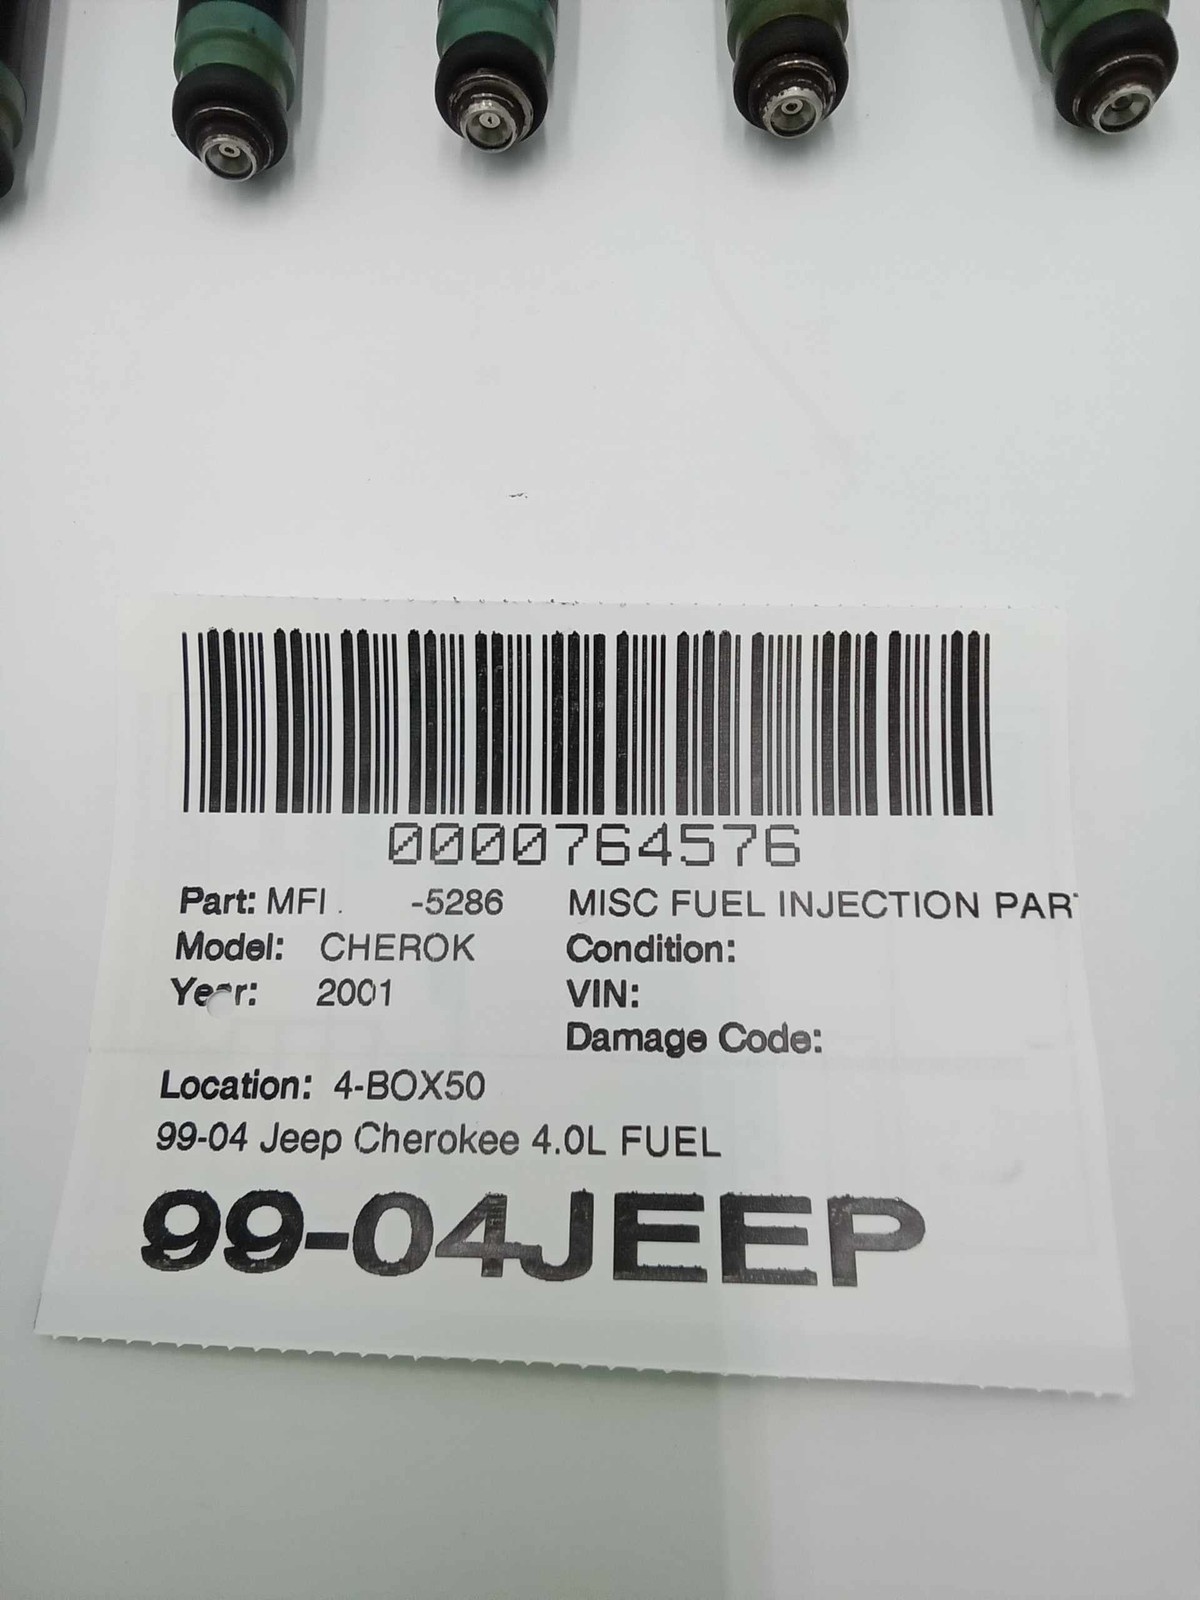 0000764576
Part: MFI . -5286 MISC FUEL INJECTION PAR
Model: CHEROK Condition:
Year: 2001 VIN:
Damage Code:
Location: 4-BOX50
99-04 Jeep Cherokee 4.0L FUEL
99-04JEEP